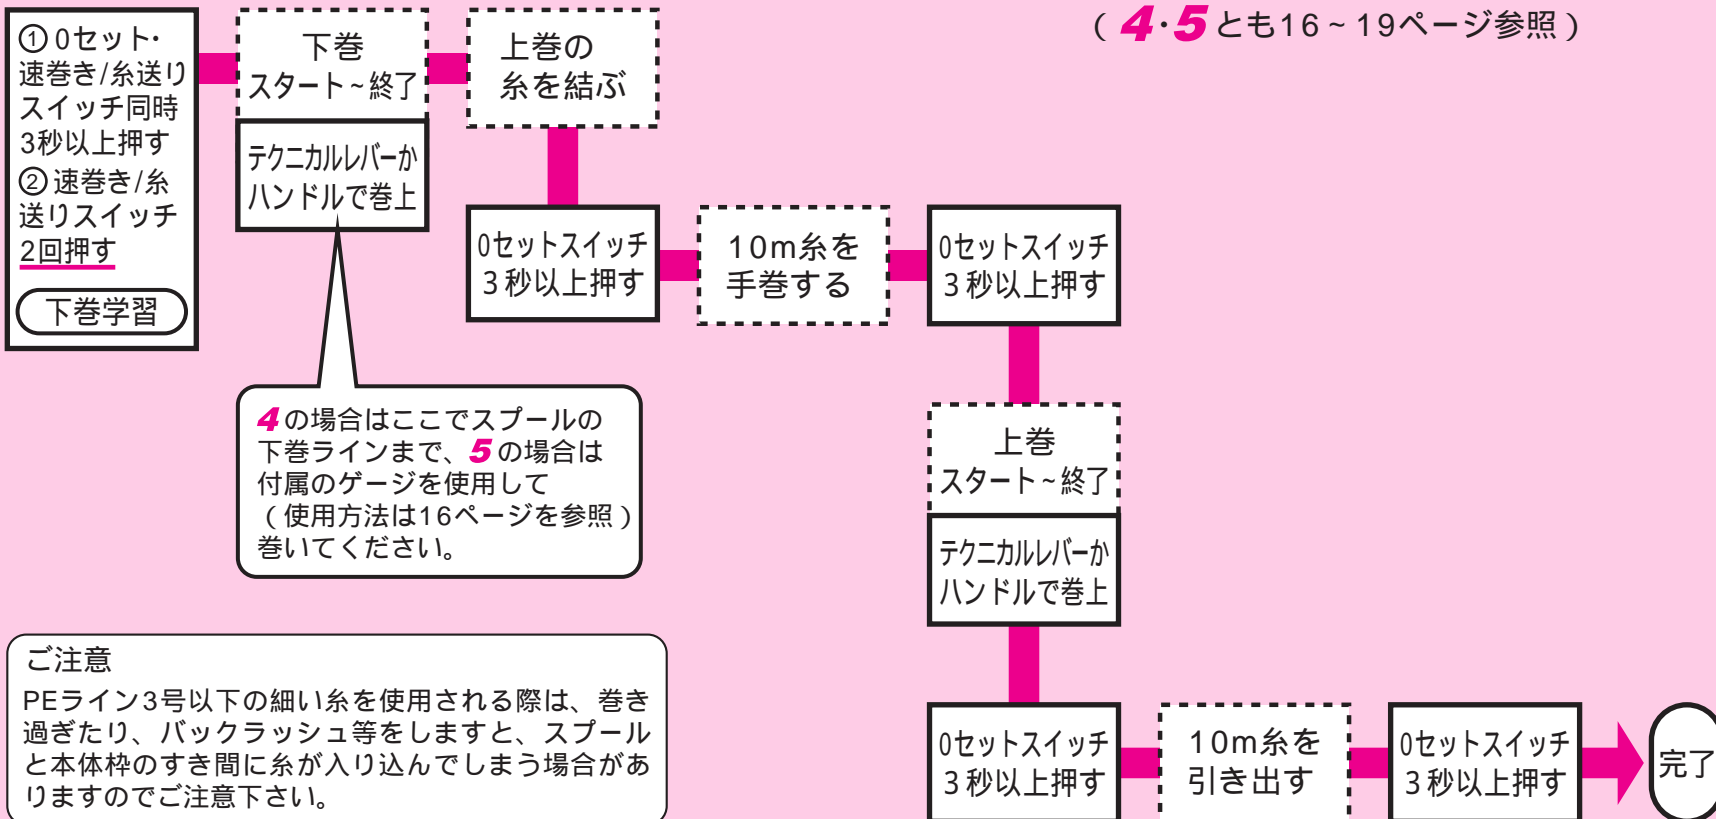 （4・5とも16～19ページ参照）
① 0セット・
速巻き/糸送り
スイッチ同時
3秒以上押す
② 速巻き/糸
送りスイッチ
2回押す
下巻学習
下巻
スタート～終了
テクニカルレバーか
ハンドルで巻上
上巻の
糸を結ぶ
0セットスイッチ
3秒以上押す
10m糸を
手巻する
0セットスイッチ
3秒以上押す
4の場合はここでスプールの
下巻ラインまで、5の場合は
付属のゲージを使用して
（使用方法は16ページを参照）
巻いてください。
上巻
スタート～終了
テクニカルレバーか
ハンドルで巻上
0セットスイッチ
3秒以上押す
10m糸を
引き出す
0セットスイッチ
3秒以上押す
完了
ご注意
PEライン3号以下の細い糸を使用される際は、巻き
過ぎたり、バックラッシュ等をしますと、スプール
と本体枠のすき間に糸が入り込んでしまう場合があ
りますのでご注意下さい。